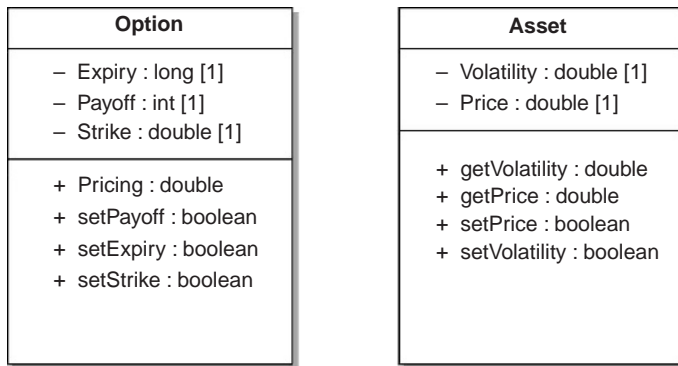 Option
– Expiry : long [1]
– Payoff : int [1]
– Strike : double [1]
+ Pricing : double
+ setPayoff : boolean
+ setExpiry : boolean
+ setStrike : boolean
Asset
– Volatility : double [1]
– Price : double [1]
+ getVolatility : double
+ getPrice : double
+ setPrice : boolean
+ setVolatility : boolean